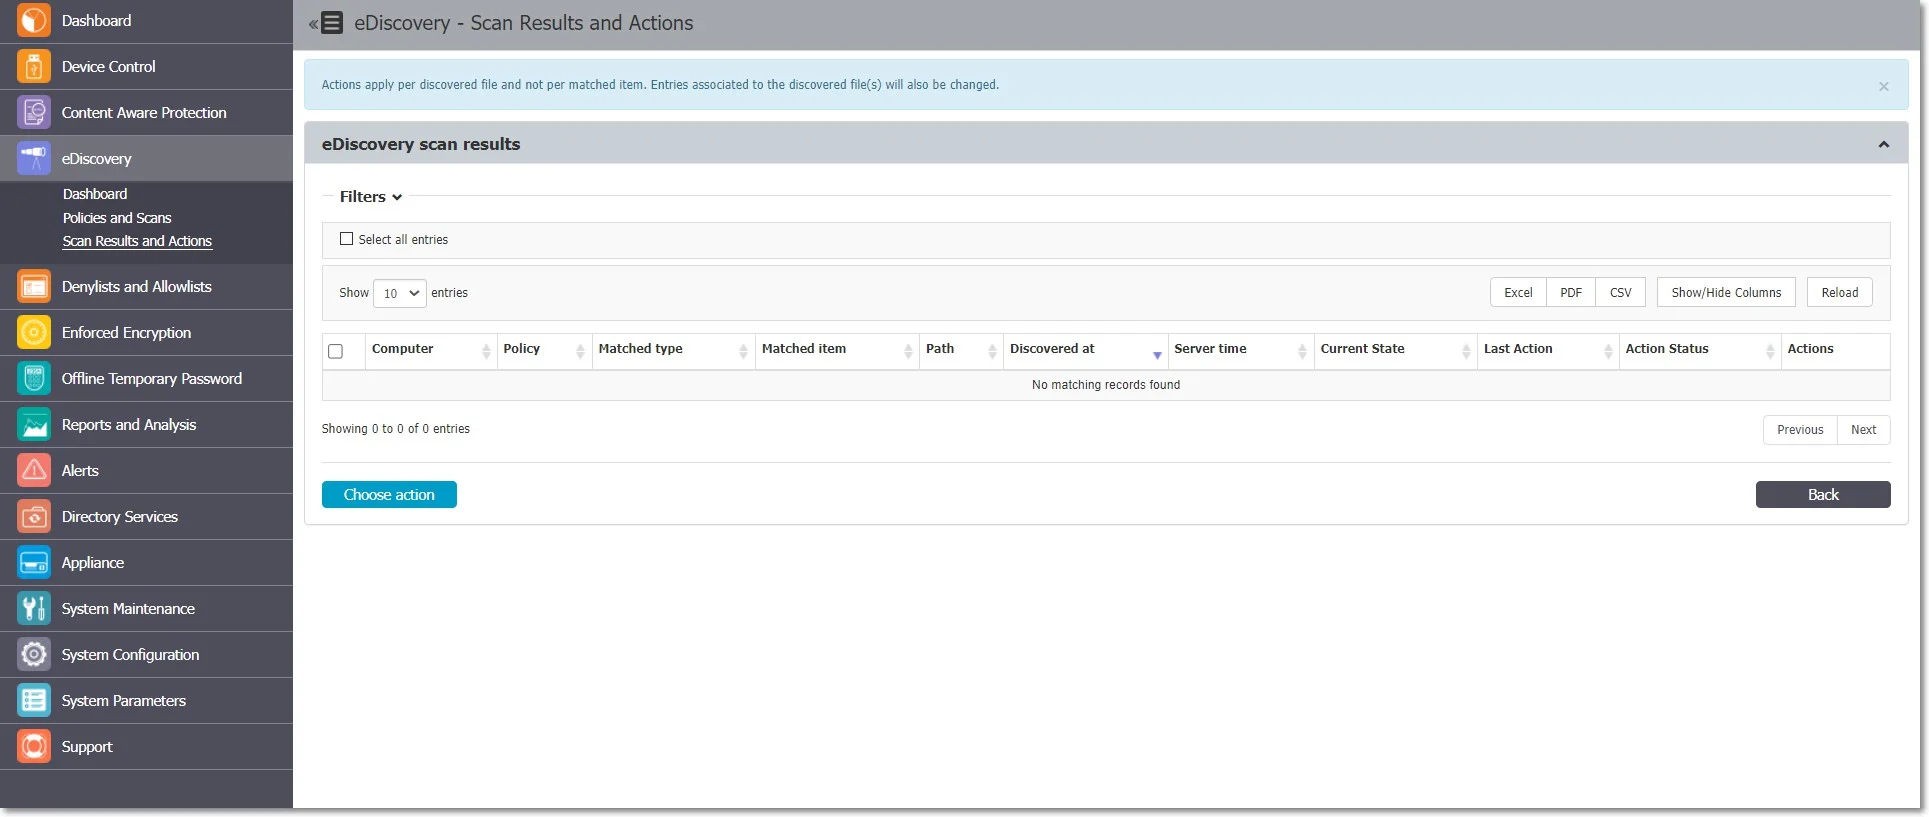 Dashboard
Device Control
Content Aware Protection
eDiscovery
Dashboard
Policies and Scans
Scan Results and Actions
Denylists and Allowlists
Enforced Encryption
Offline Temporary Password
Reports and Analysis
Alerts
Directory Services
Appliance
System Maintenance
System Configuration
System Parameters
Support
eDiscovery - Scan Results and Actions
Actions apply per discovered file and not per matched item. Entries associated to the discovered file(s) will also be changed.
eDiscovery scan results
Filters
Select all entries
Show 10 entries
Excel PDF CSV Show/Hide Columns Reload
Computer Policy Matched type Matched item Path Discovered at Server time Current State Last Action Action Status Actions
No matching records found
Showing 0 to 0 of 0 entries
Previous Next
Choose action Back